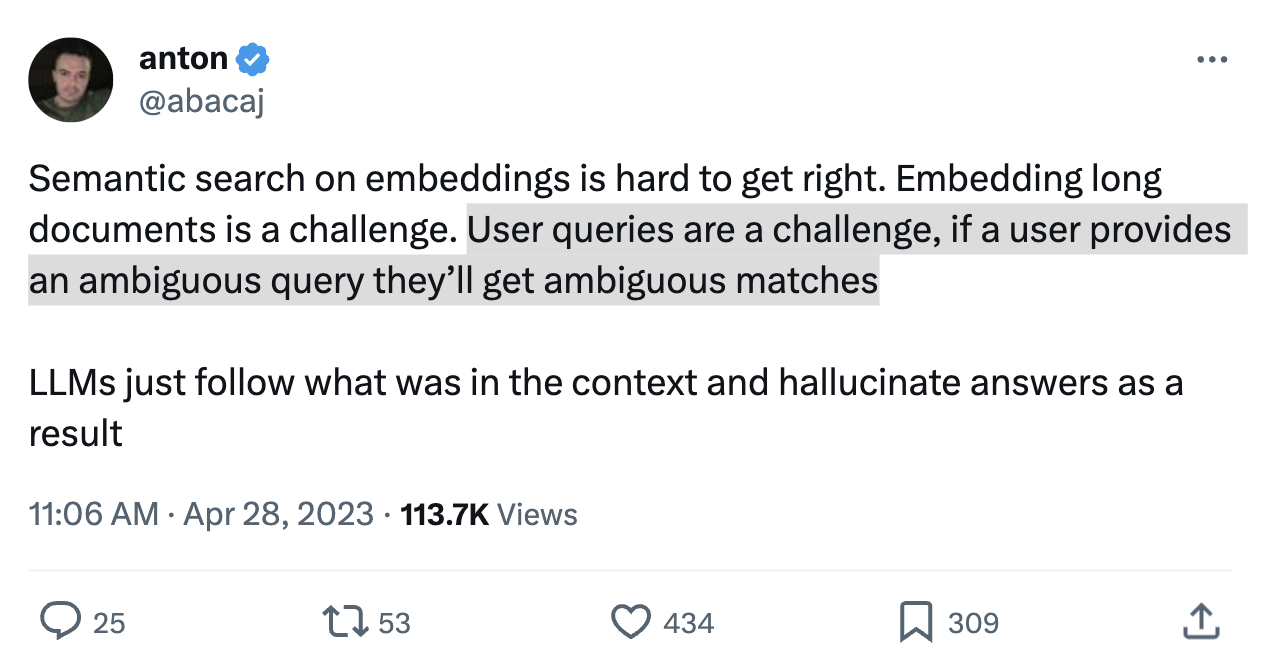 anton
@abacaj
Semantic search on embeddings is hard to get right. Embedding long
documents is a challenge. User queries are a challenge, if a user provides
an ambiguous query they’ll get ambiguous matches
LLMs just follow what was in the context and hallucinate answers as a
result
11:06 AM · Apr 28, 2023 · 113.7K Views
25 53 434 309